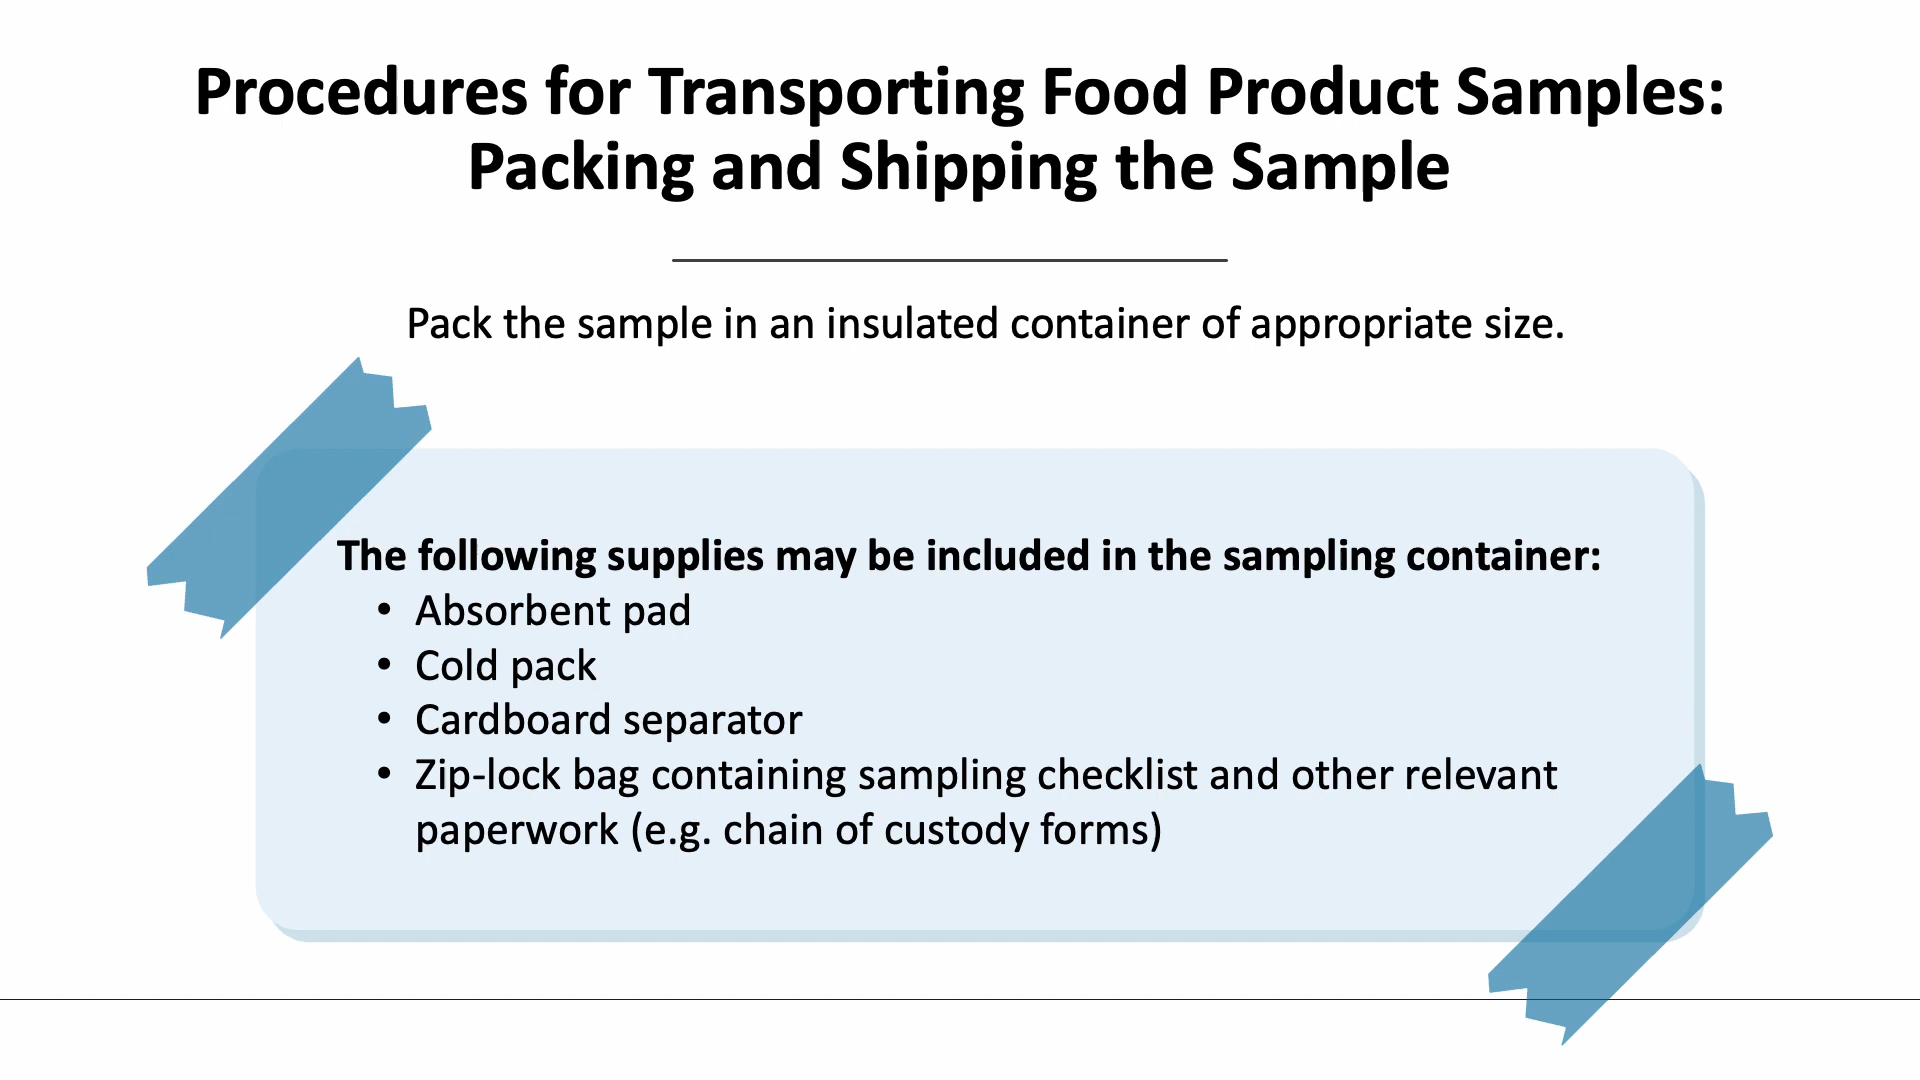 Procedures for Transporting Food Product Samples:
Packing and Shipping the Sample
Pack the sample in an insulated container of appropriate size.
The following supplies may be included in the sampling container:
• Absorbent pad
• Cold pack
• Cardboard separator
• Zip-lock bag containing sampling checklist and other relevant
paperwork (e.g. chain of custody forms)